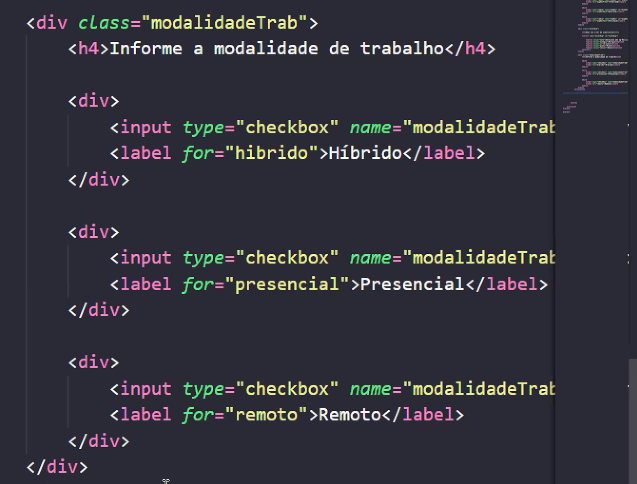 <div class="modalidadeTrab">
<h4>Informe a modalidade de trabalho</h4>
<div>
<input type="checkbox" name="modalidadeTrab
<label for="hibrido">Híbrido</label>
</div>
<div>
<input type="checkbox" name="modalidadeTrab
<label for="presencial">Presencial</label>
</div>
<div>
<input type="checkbox" name="modalidadeTrab
<label for="remoto">Remoto</label>
</div>
</div>